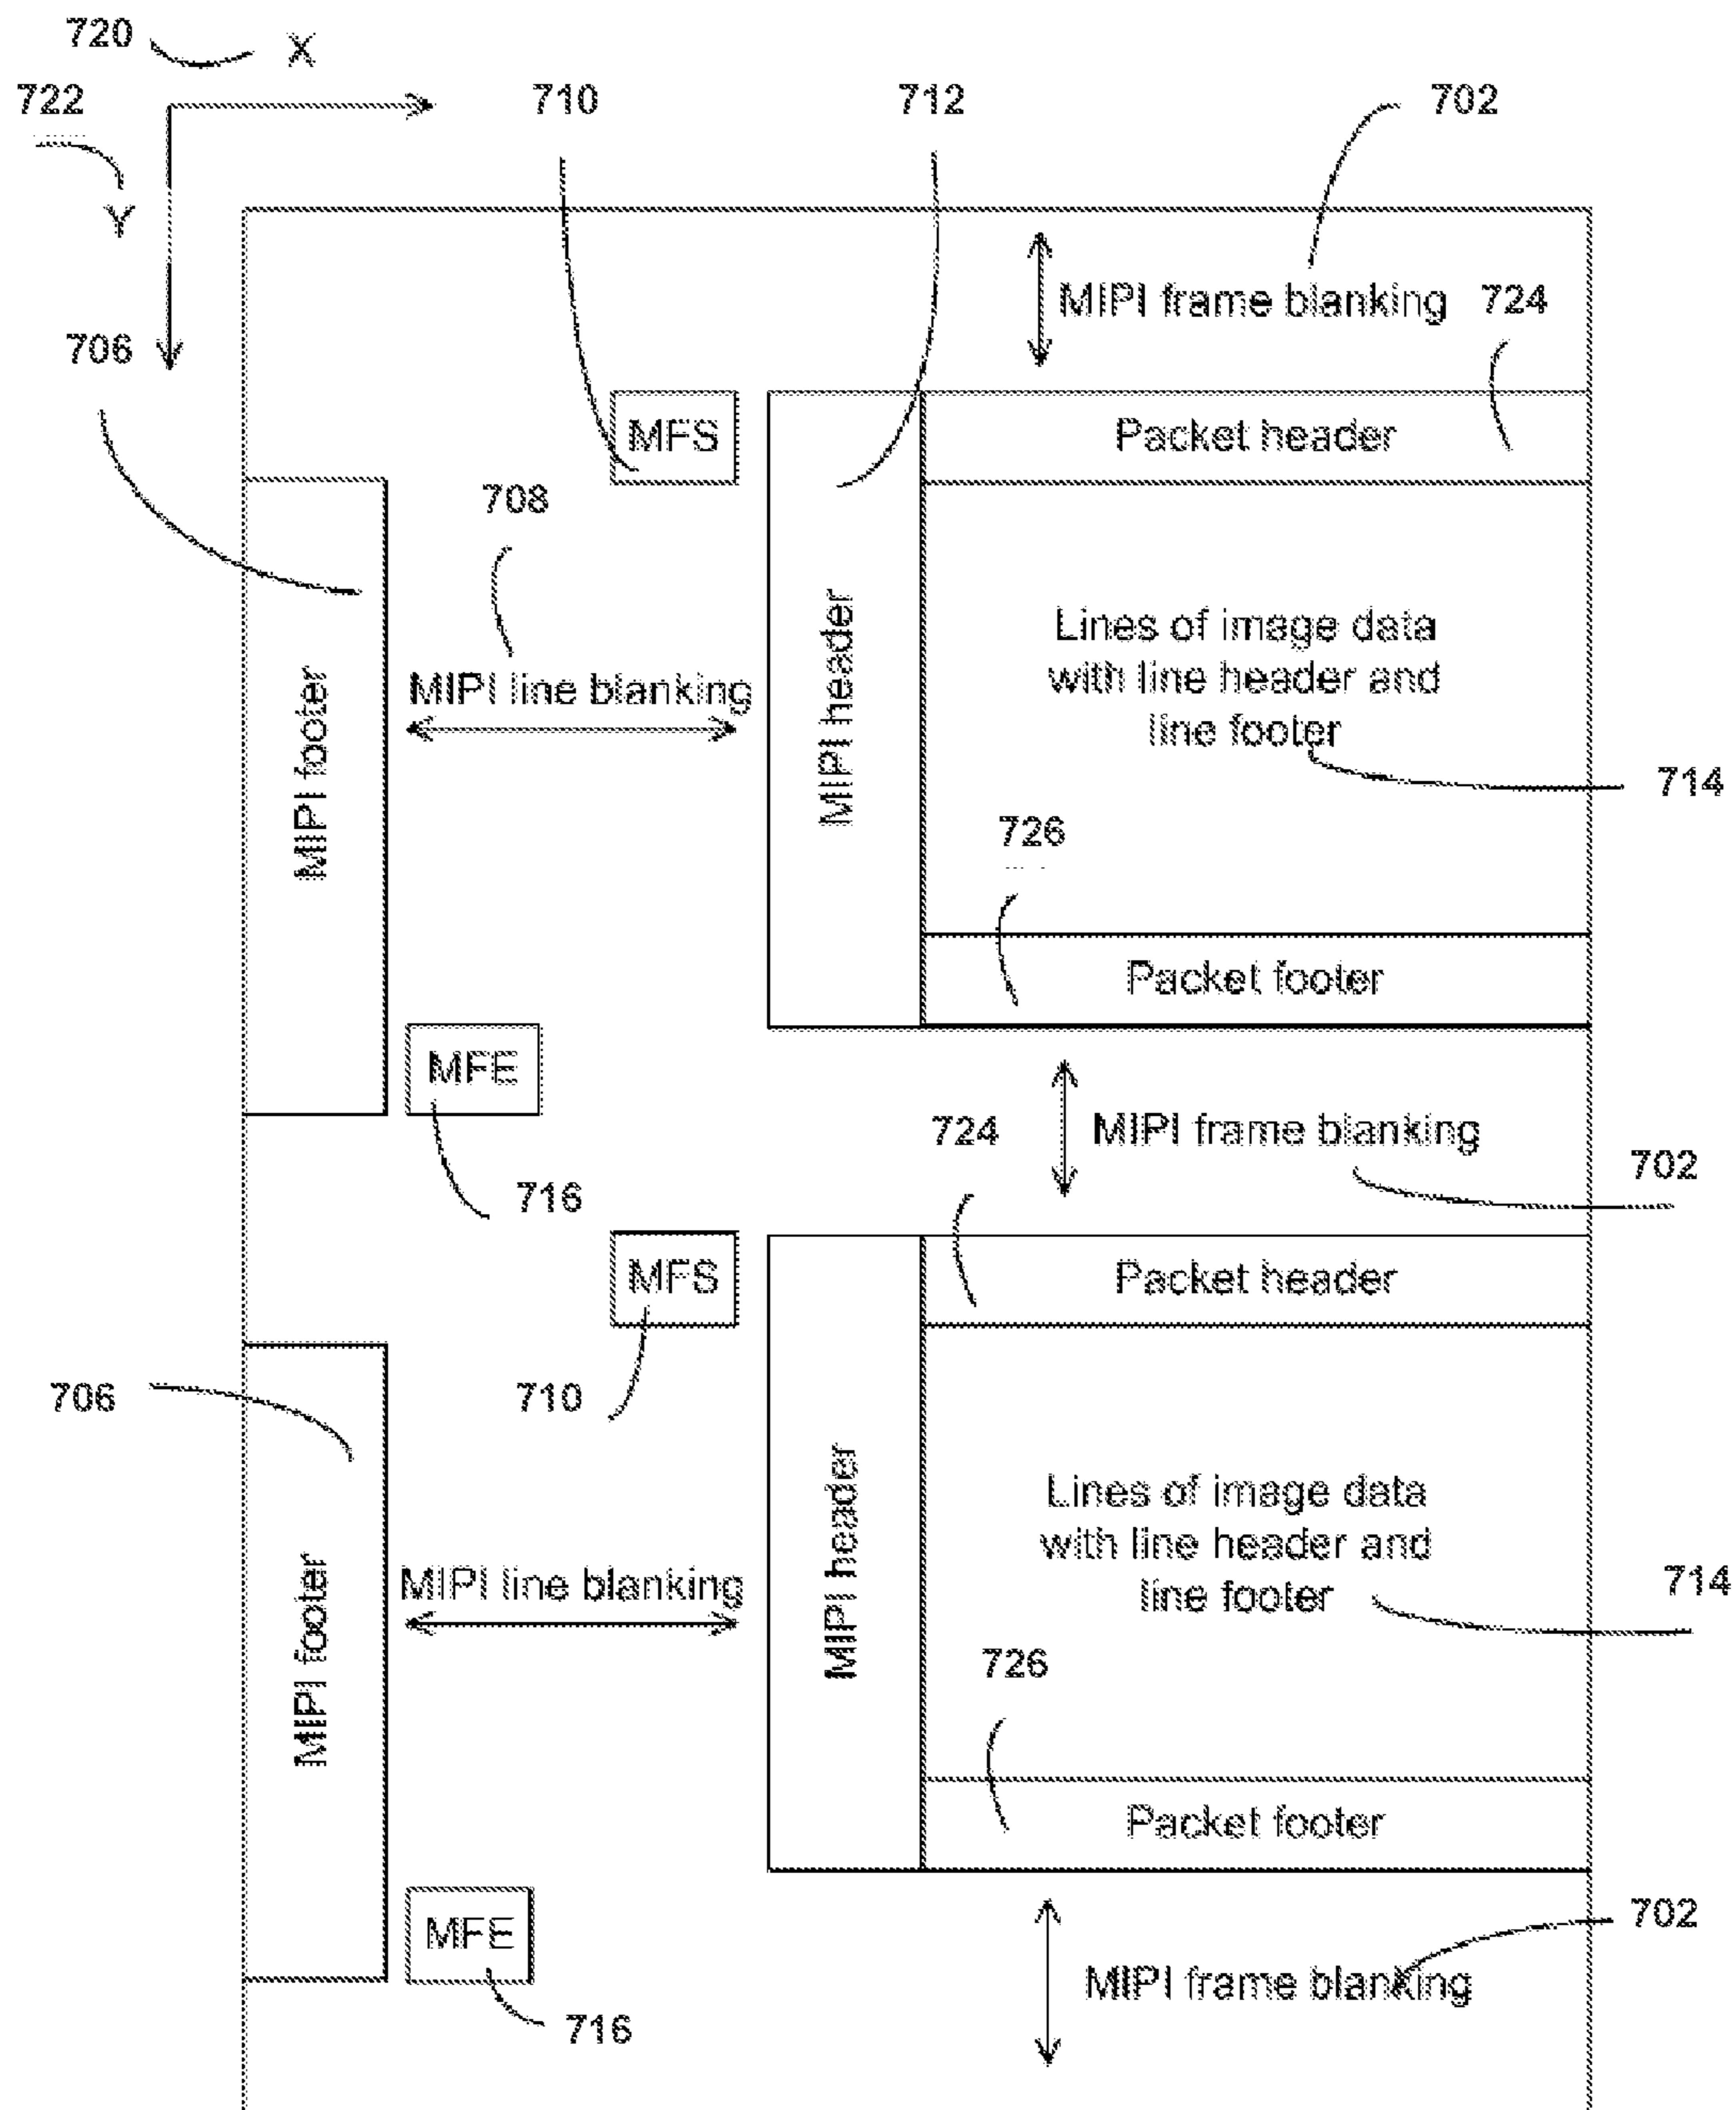 720
X
722
710
712
702
Y
706
MIPI frame blanking
724
MFS
Packet header
708
MIPI footer
MIPI line blanking
MIPI header
Lines of image data
with line header and
line footer
714
726
Packet footer
MFE
716
724
MIPI frame blanking
702
MFS
Packet header
706
710
MIPI footer
MIPI line blanking
MIPI header
Lines of image data
with line header and
line footer
714
726
Packet footer
MFE
716
702
MIPI frame blanking